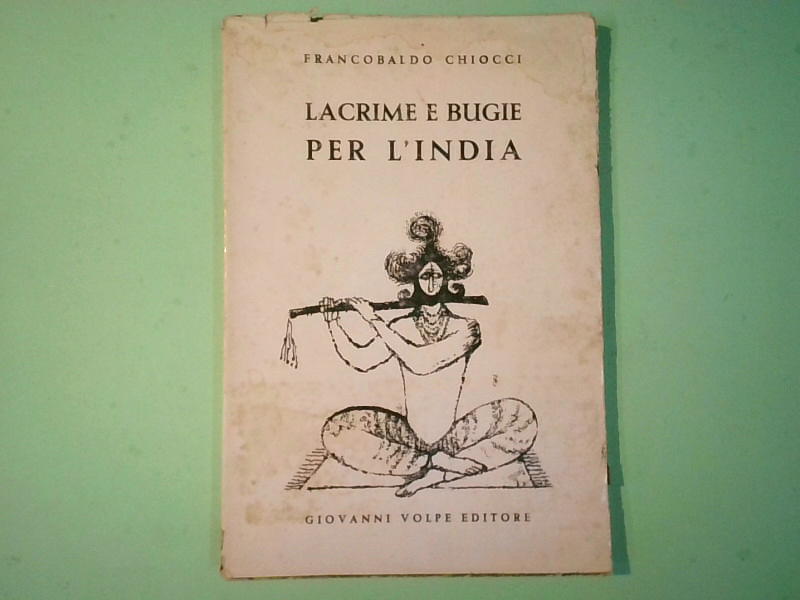 FRANCOBALDO CHIOCCI
LACRIME E BUGIE
PER L'INDIA
GIOVANNI VOLPE EDITORE